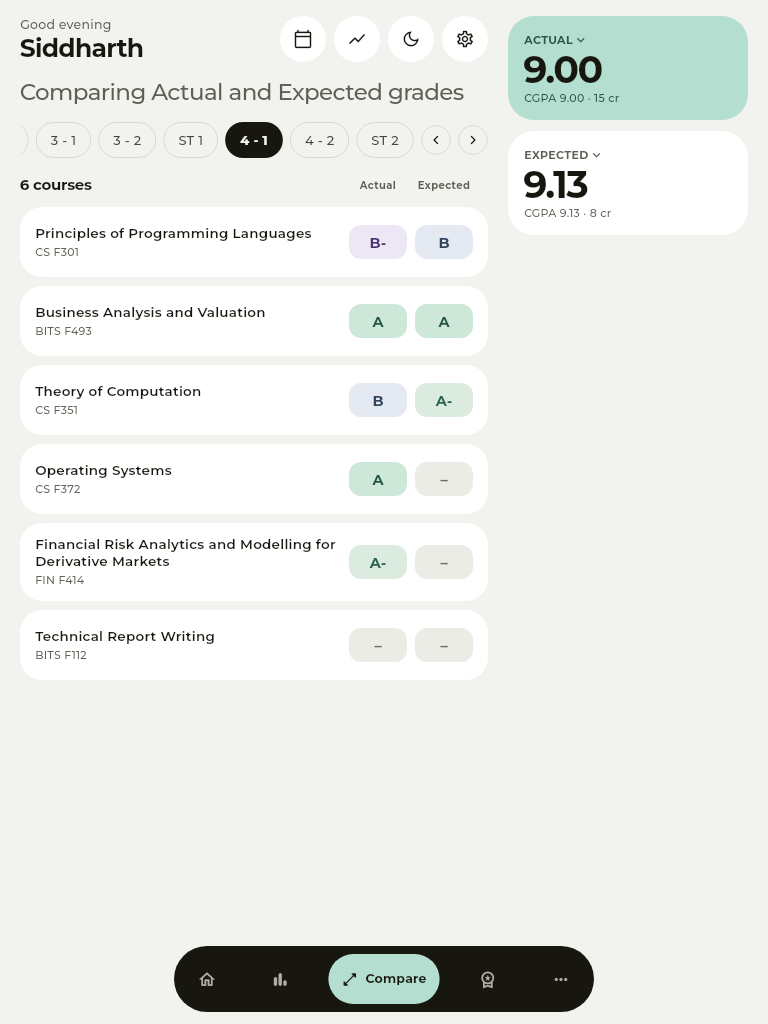 Good evening
Siddharth
Comparing Actual and Expected grades
3 - 1
3 - 2
ST 1
4 - 1
4 - 2
ST 2
6 courses
Actual
Expected
Principles of Programming Languages
CS F301
B-
B
Business Analysis and Valuation
BITS F493
A
A
Theory of Computation
CS F351
B
A-
Operating Systems
CS F372
A
–
Financial Risk Analytics and Modelling for
Derivative Markets
FIN F414
A-
–
Technical Report Writing
BITS F112
–
–
ACTUAL
9.00
CGPA 9.00 · 15 cr
EXPECTED
9.13
CGPA 9.13 · 8 cr
Compare